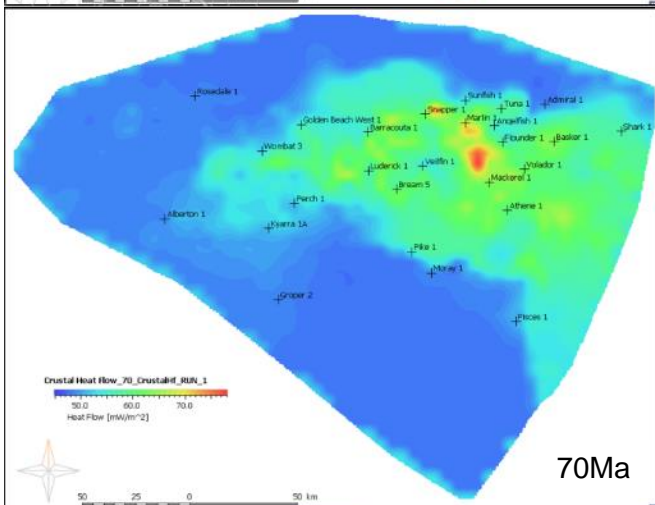 Rosedale 1
Sunfish 1
Tuna 1
Admiral 1
Snapper 1
Marlin 1
Angelfish 1
Golden Beach West 1
Barracouta 1
Shark 1
Flounder 1
Basker 1
Wombat 3
Luderick 1
Veilfin 1
Volador 1
Mackerel 1
Bream 5
Perch 1
Athene 1
Alberton 1
Kyarra 1A
Pike 1
Moray 1
Groper 2
Pisces 1
Crustal Heat Flow_70_CrustalHf_RUN_1
50.0 60.0 70.0
Heat Flow [mW/m^2]
70Ma
50 25 0 50 km